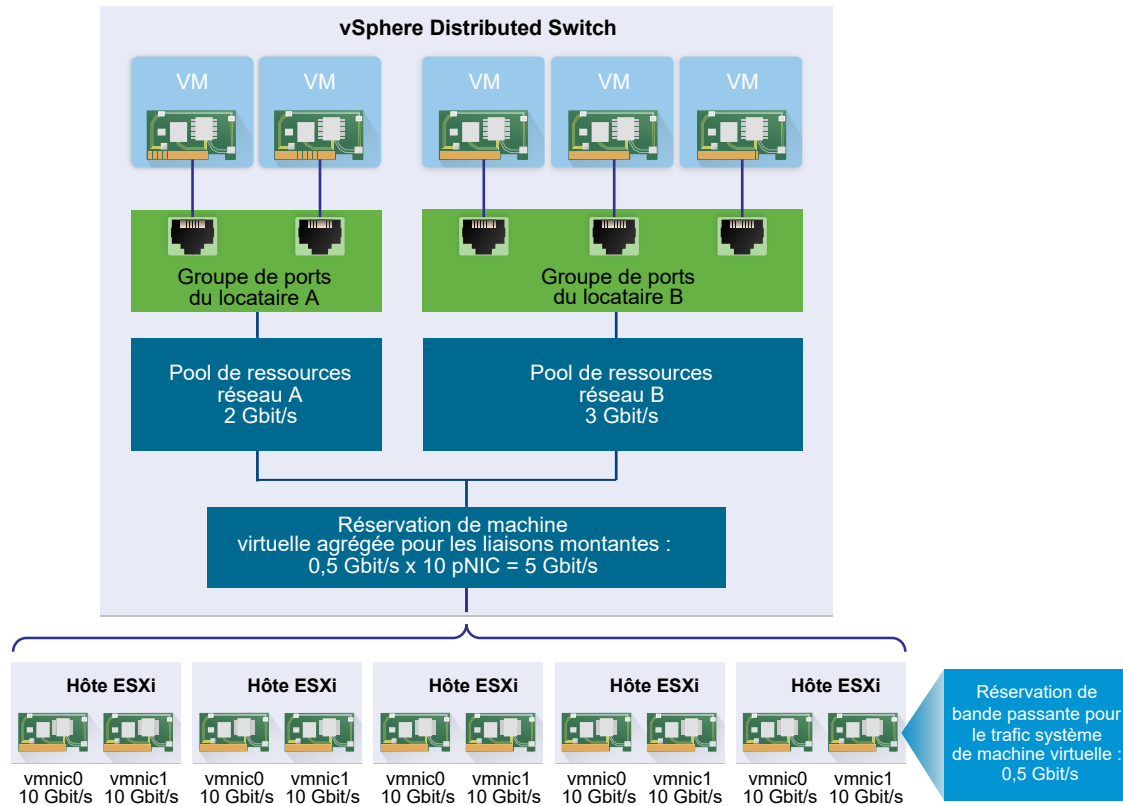 vSphere Distributed Switch
VM
VM
VM
VM
VM
Groupe de ports
du locataire A
Groupe de ports
du locataire B
Pool de ressources
réseau A
2 Gbit/s
Pool de ressources
réseau B
3 Gbit/s
Réservation de machine
virtuelle agrégée pour les liaisons montantes :
0,5 Gbit/s x 10 pNIC = 5 Gbit/s
Hôte ESXi
Hôte ESXi
Hôte ESXi
Hôte ESXi
Hôte ESXi
vmnic0
10 Gbit/s
vmnic1
10 Gbit/s
vmnic0
10 Gbit/s
vmnic1
10 Gbit/s
vmnic0
10 Gbit/s
vmnic1
10 Gbit/s
vmnic0
10 Gbit/s
vmnic1
10 Gbit/s
vmnic0
10 Gbit/s
vmnic1
10 Gbit/s
Réservation de
bande passante pour
le trafic système
de machine virtuelle :
0,5 Gbit/s